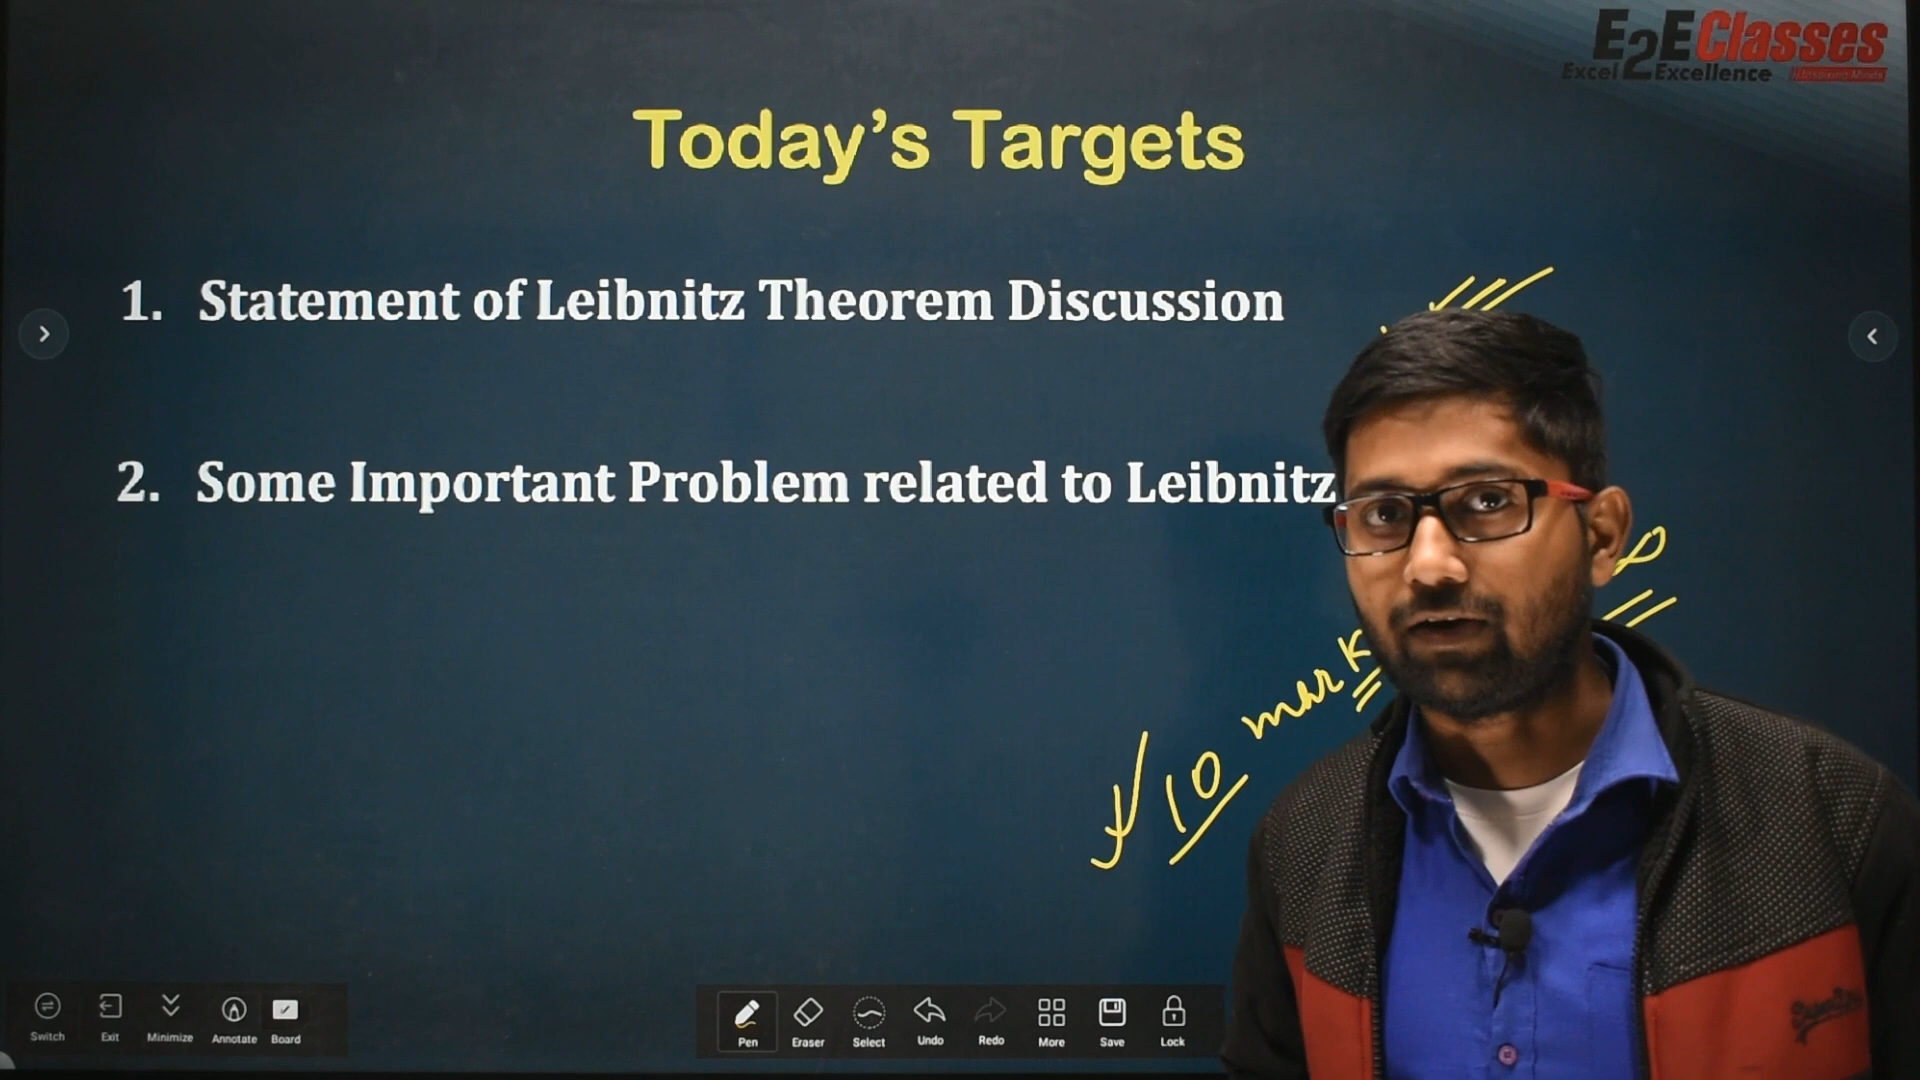 E2E Classes
Excel Excellence
Today's Targets
1. Statement of Leibnitz Theorem Discussion
2. Some Important Problem related to Leibnitz
10 mark
Switch Exit Minimize Annotate Board
Pen Eraser Select Undo Redo More Save Lock